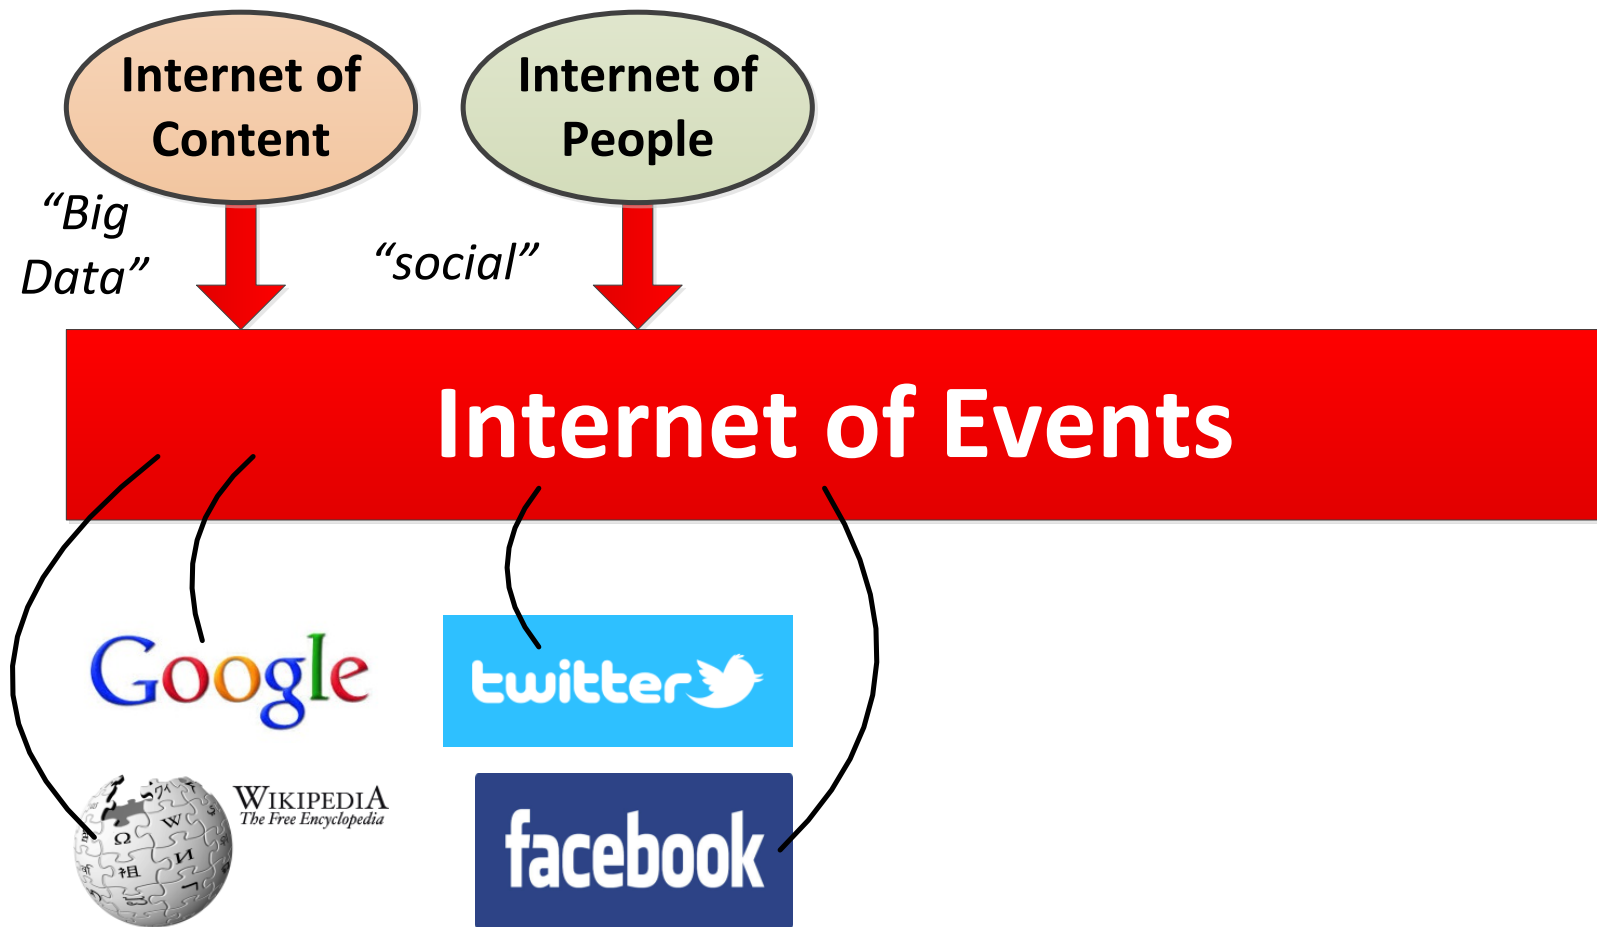 Internet of
Content
Internet of
People
“Big
Data”
“social”
Internet of Events
Google
twitter
WIKIPEDIA
The Free Encyclopedia
Ω
W
И
祖
facebook